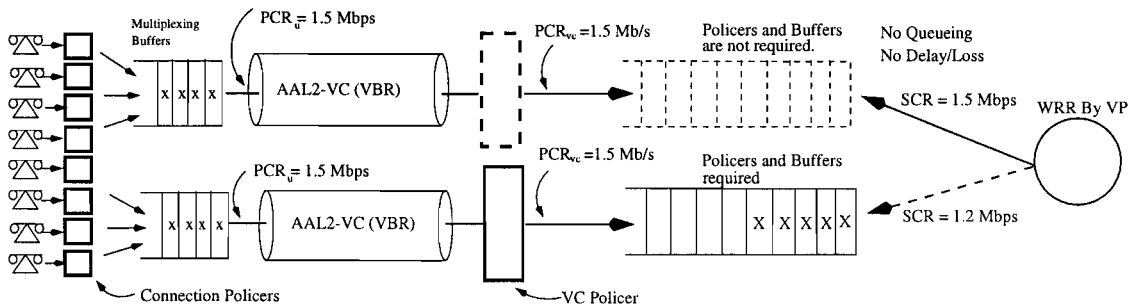 Multiplexing
Buffers
PCR_u = 1.5 Mbps
x x x x
AAL2-VC (VBR)
PCR_vc = 1.5 Mb/s
Policers and Buffers
are not required.
No Queueing
No Delay/Loss
SCR = 1.5 Mbps
WRR By VP
PCR_u = 1.5 Mbps
x x x x
AAL2-VC (VBR)
PCR_vc = 1.5 Mb/s
Policers and Buffers
required
X X X X X
SCR = 1.2 Mbps
Connection Policers
VC Policer